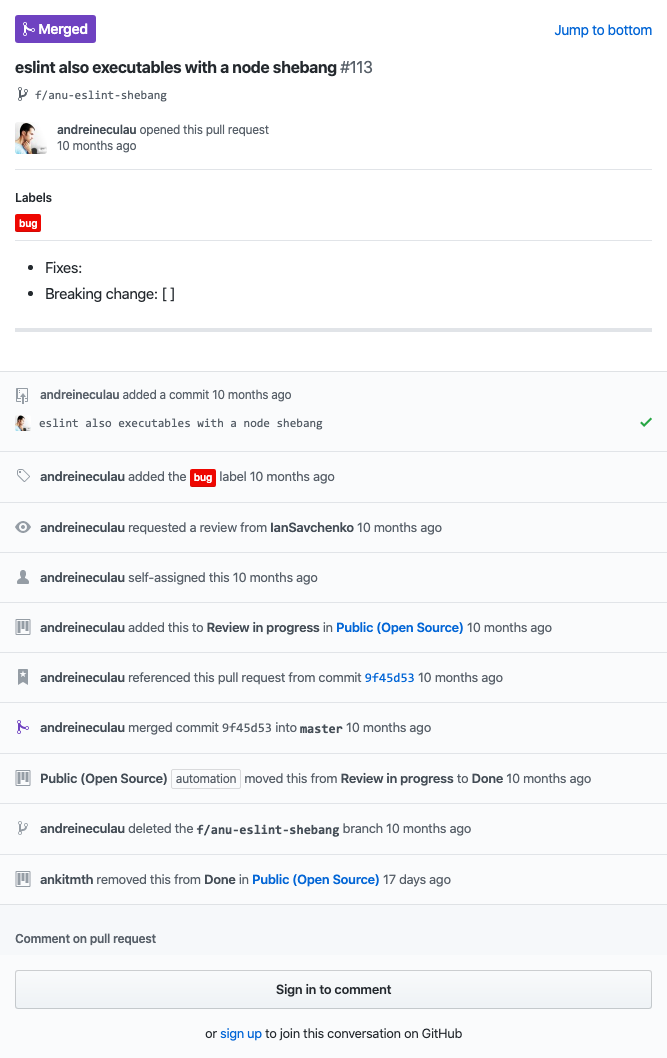 Merged
Jump to bottom
eslint also executables with a node shebang #113
f/anu-eslint-shebang
andreineculau opened this pull request
10 months ago
Labels
bug
• Fixes:
• Breaking change: [ ]
andreineculau added a commit 10 months ago
eslint also executables with a node shebang
andreineculau added the bug label 10 months ago
andreineculau requested a review from IanSavchenko 10 months ago
andreineculau self-assigned this 10 months ago
andreineculau added this to Review in progress in Public (Open Source) 10 months ago
andreineculau referenced this pull request from commit 9f45d53 10 months ago
andreineculau merged commit 9f45d53 into master 10 months ago
Public (Open Source) automation moved this from Review in progress to Done 10 months ago
andreineculau deleted the f/anu-eslint-shebang branch 10 months ago
ankitmth removed this from Done in Public (Open Source) 17 days ago
Comment on pull request
Sign in to comment
or sign up to join this conversation on GitHub